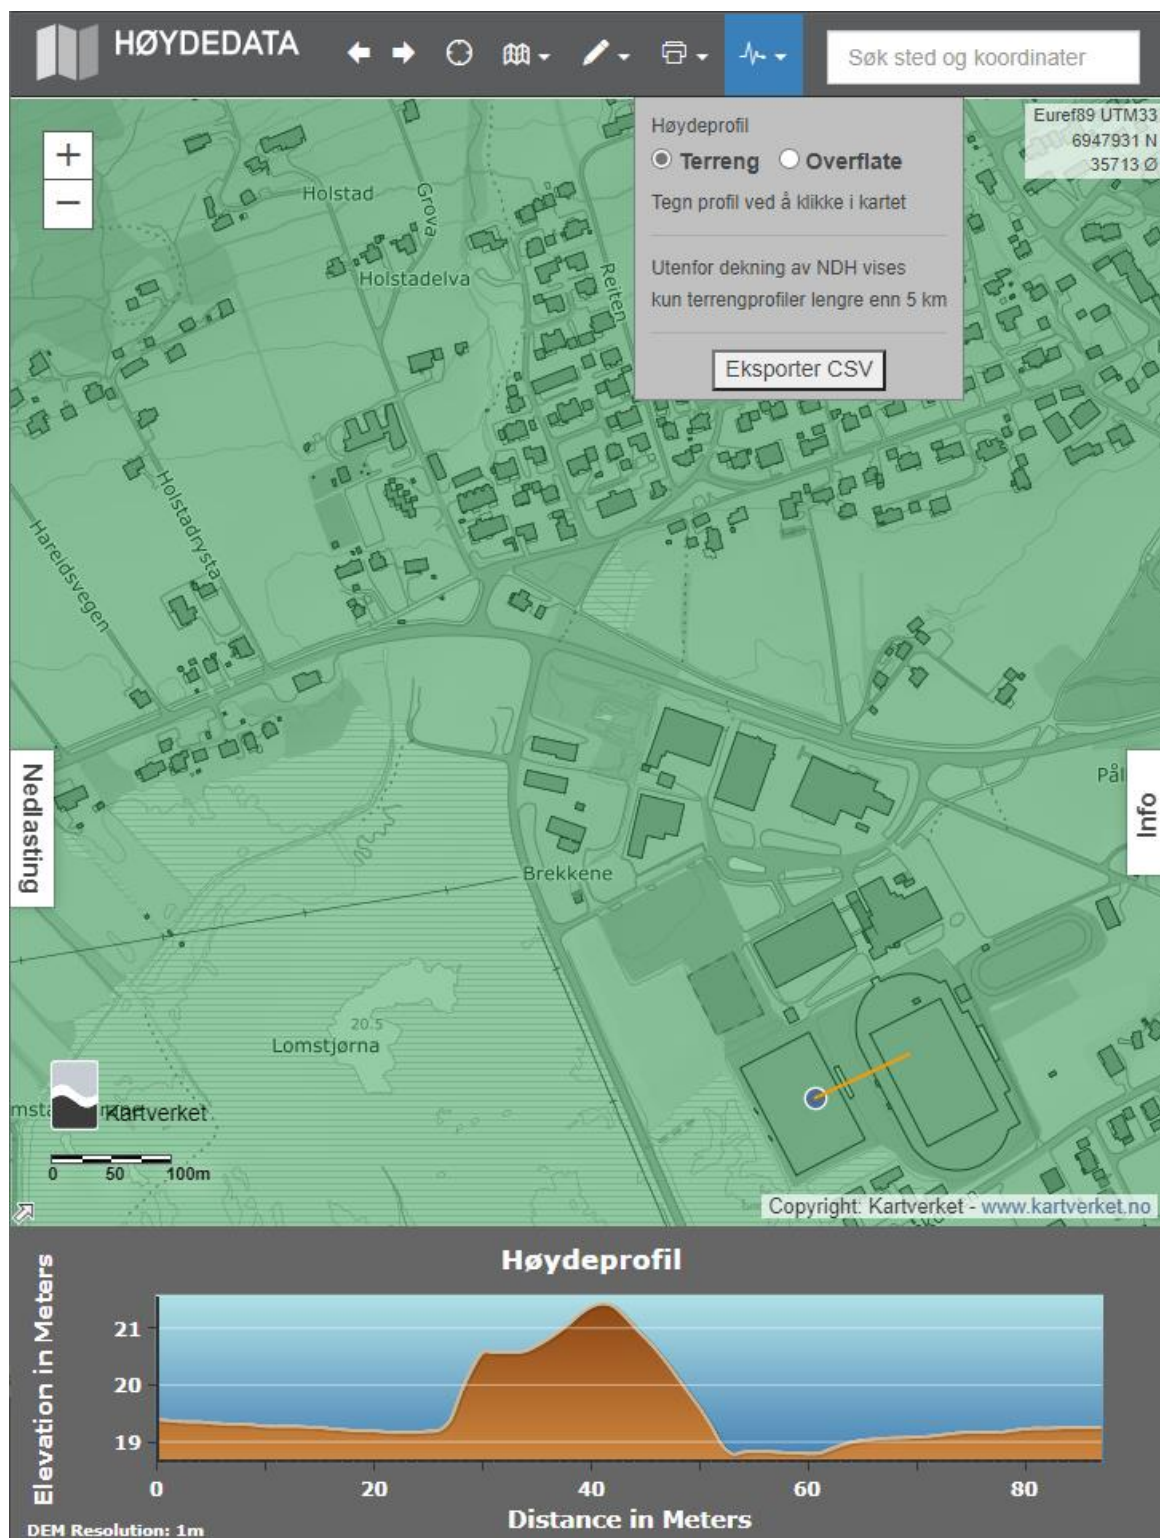 HØYDEDATA
Søk sted og koordinater
Høydeprofil
Terreng Overflate
Tegn profil ved å klikke i kartet
Utenfor dekning av NDH vises
kun terrengprofiler lengre enn 5 km
Eksporter CSV
Euref89 UTM33
6947931 N
35713 Ø
+
−
Holstad
Grova
Holstadelva
Reiten
Holstadrysta
Hareidsvegen
Nedlasting
Pål
Info
Brekkene
20.5
Lomstjørna
Kartverket
0 50 100m
Copyright: Kartverket - www.kartverket.no
Høydeprofil
Elevation in Meters
21
20
19
0 20 40 60 80
Distance in Meters
DEM Resolution: 1m